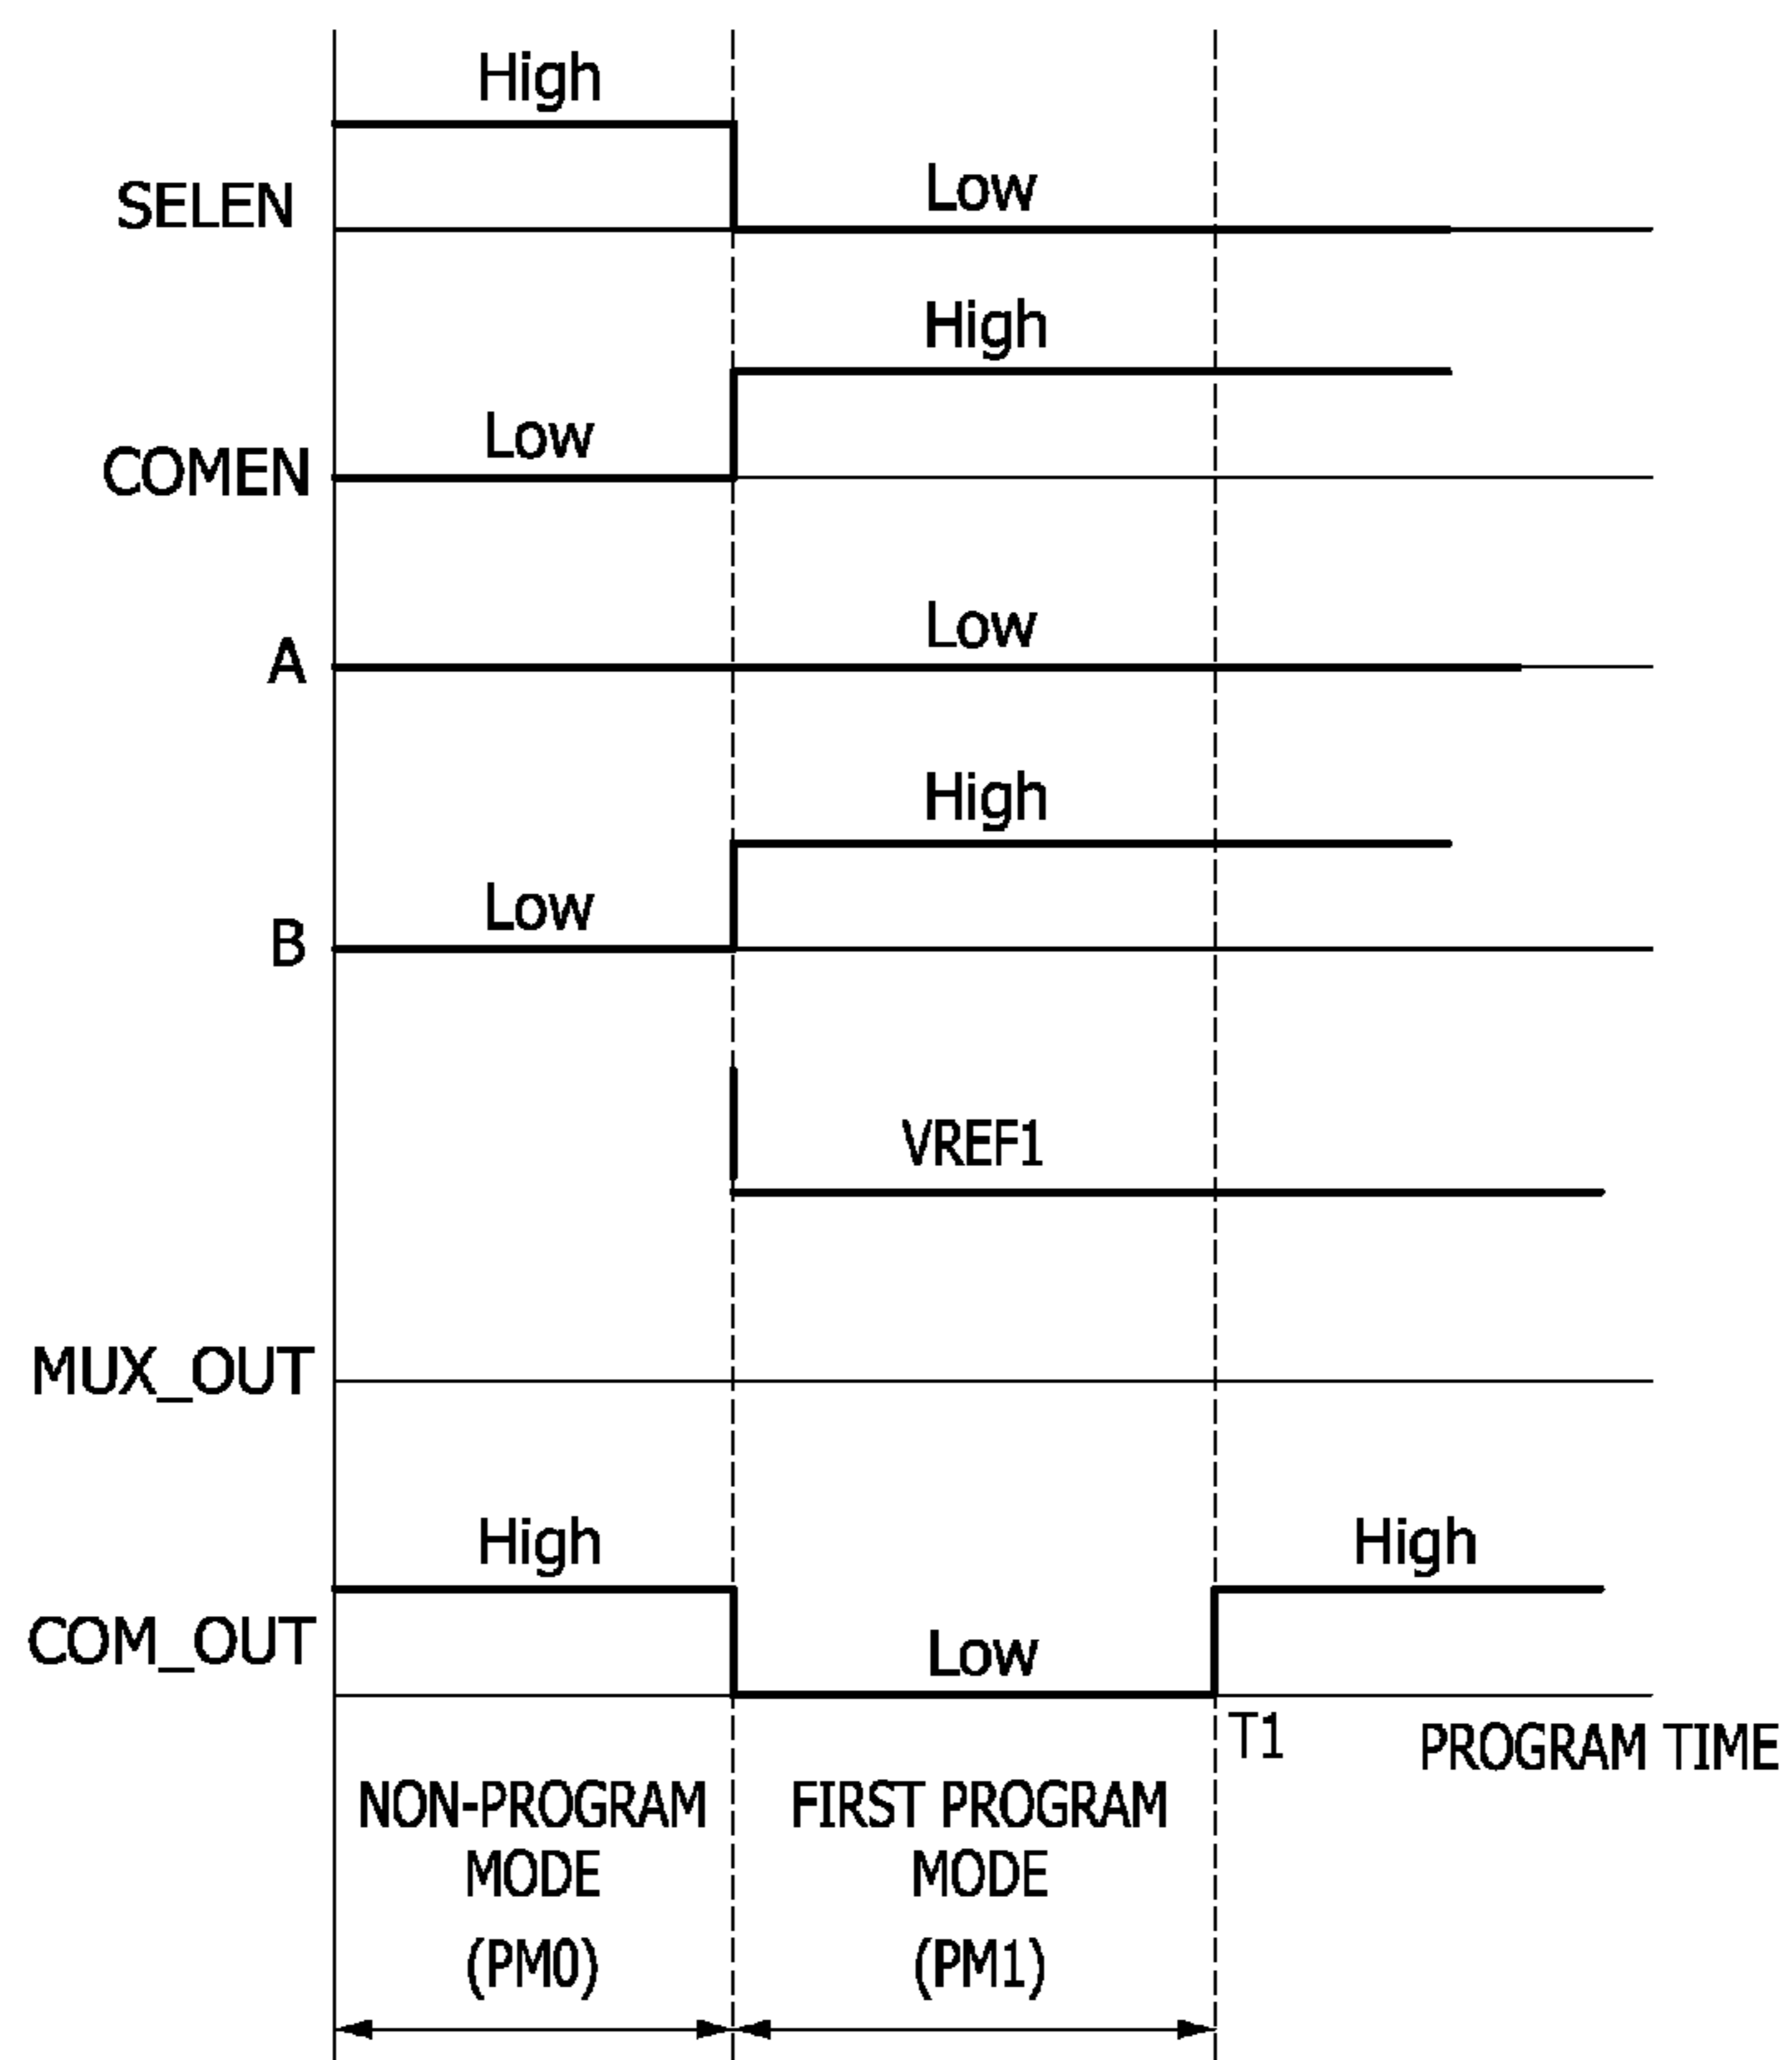 High
SELEN
Low
High
COMEN
Low
A
Low
High
B
Low
VREF1
MUX_OUT
High
High
COM_OUT
Low
T1
PROGRAM TIME
NON-PROGRAM
MODE
(PM0)
FIRST PROGRAM
MODE
(PM1)